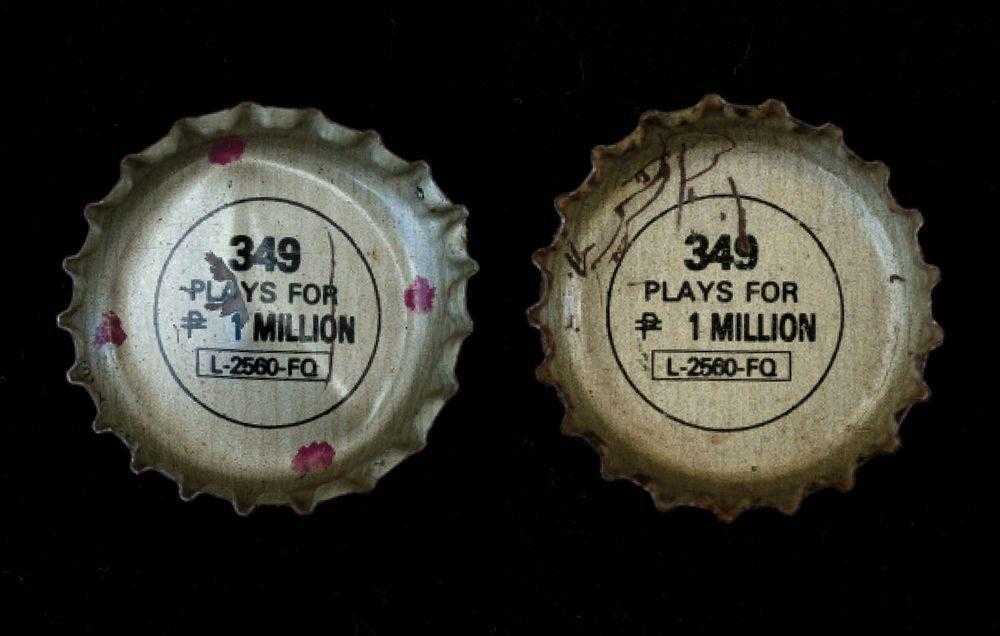 349
PLAYS FOR
₱ 1 MILLION
L-2560-FQ
349
PLAYS FOR
₱ 1 MILLION
L-2560-FQ